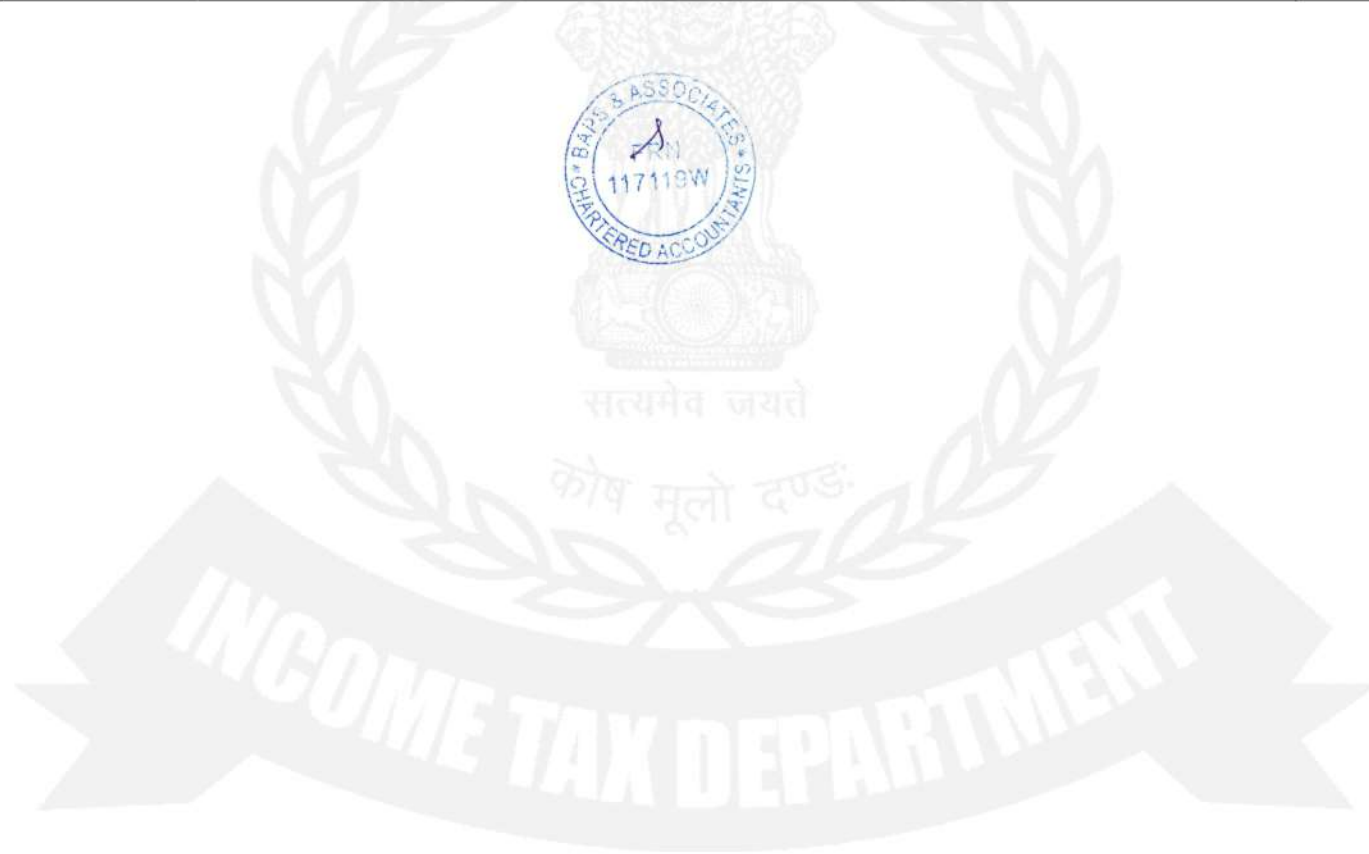 * BAPS & ASSOCIATES *
FRN
117119W
CHARTERED ACCOUNTANTS
सत्यमेव जयते
कोष मूलो दण्डः
INCOME TAX DEPARTMENT